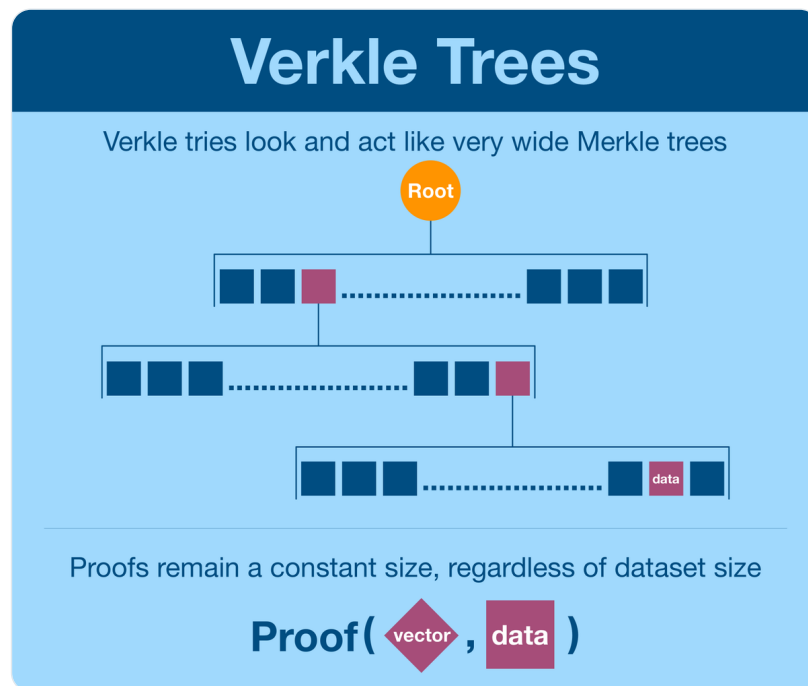 Verkle Trees
Verkle tries look and act like very wide Merkle trees
Root
data
Proofs remain a constant size, regardless of dataset size
Proof( vector , data )